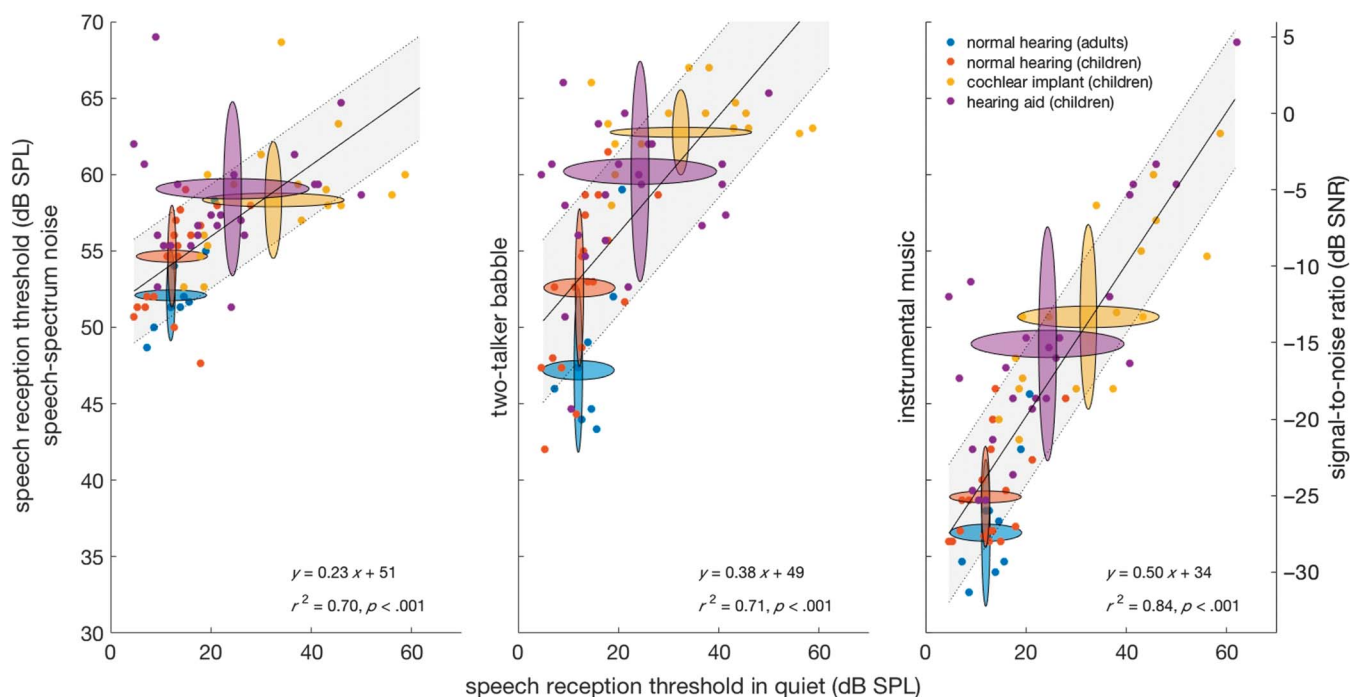 70
65
60
55
50
45
40
35
30
speech reception threshold (dB SPL)
speech-spectrum noise
y = 0.23 x + 51
r² = 0.70, p < .001
0 20 40 60
two-talker babble
y = 0.38 x + 49
r² = 0.71, p < .001
0 20 40 60
instrumental music
normal hearing (adults)
normal hearing (children)
cochlear implant (children)
hearing aid (children)
y = 0.50 x + 34
r² = 0.84, p < .001
0 20 40 60
5
0
−5
−10
−15
−20
−25
−30
signal-to-noise ratio (dB SNR)
speech reception threshold in quiet (dB SPL)